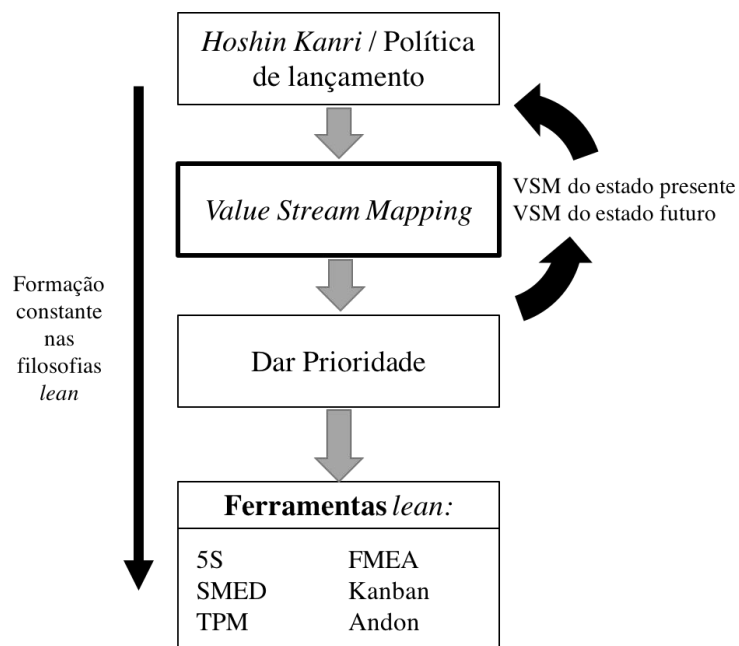 Hoshin Kanri / Política
de lançamento
Value Stream Mapping
VSM do estado presente
VSM do estado futuro
Formação
constante
nas
filosofias
lean
Dar Prioridade
Ferramentas lean:
5S FMEA
SMED Kanban
TPM Andon